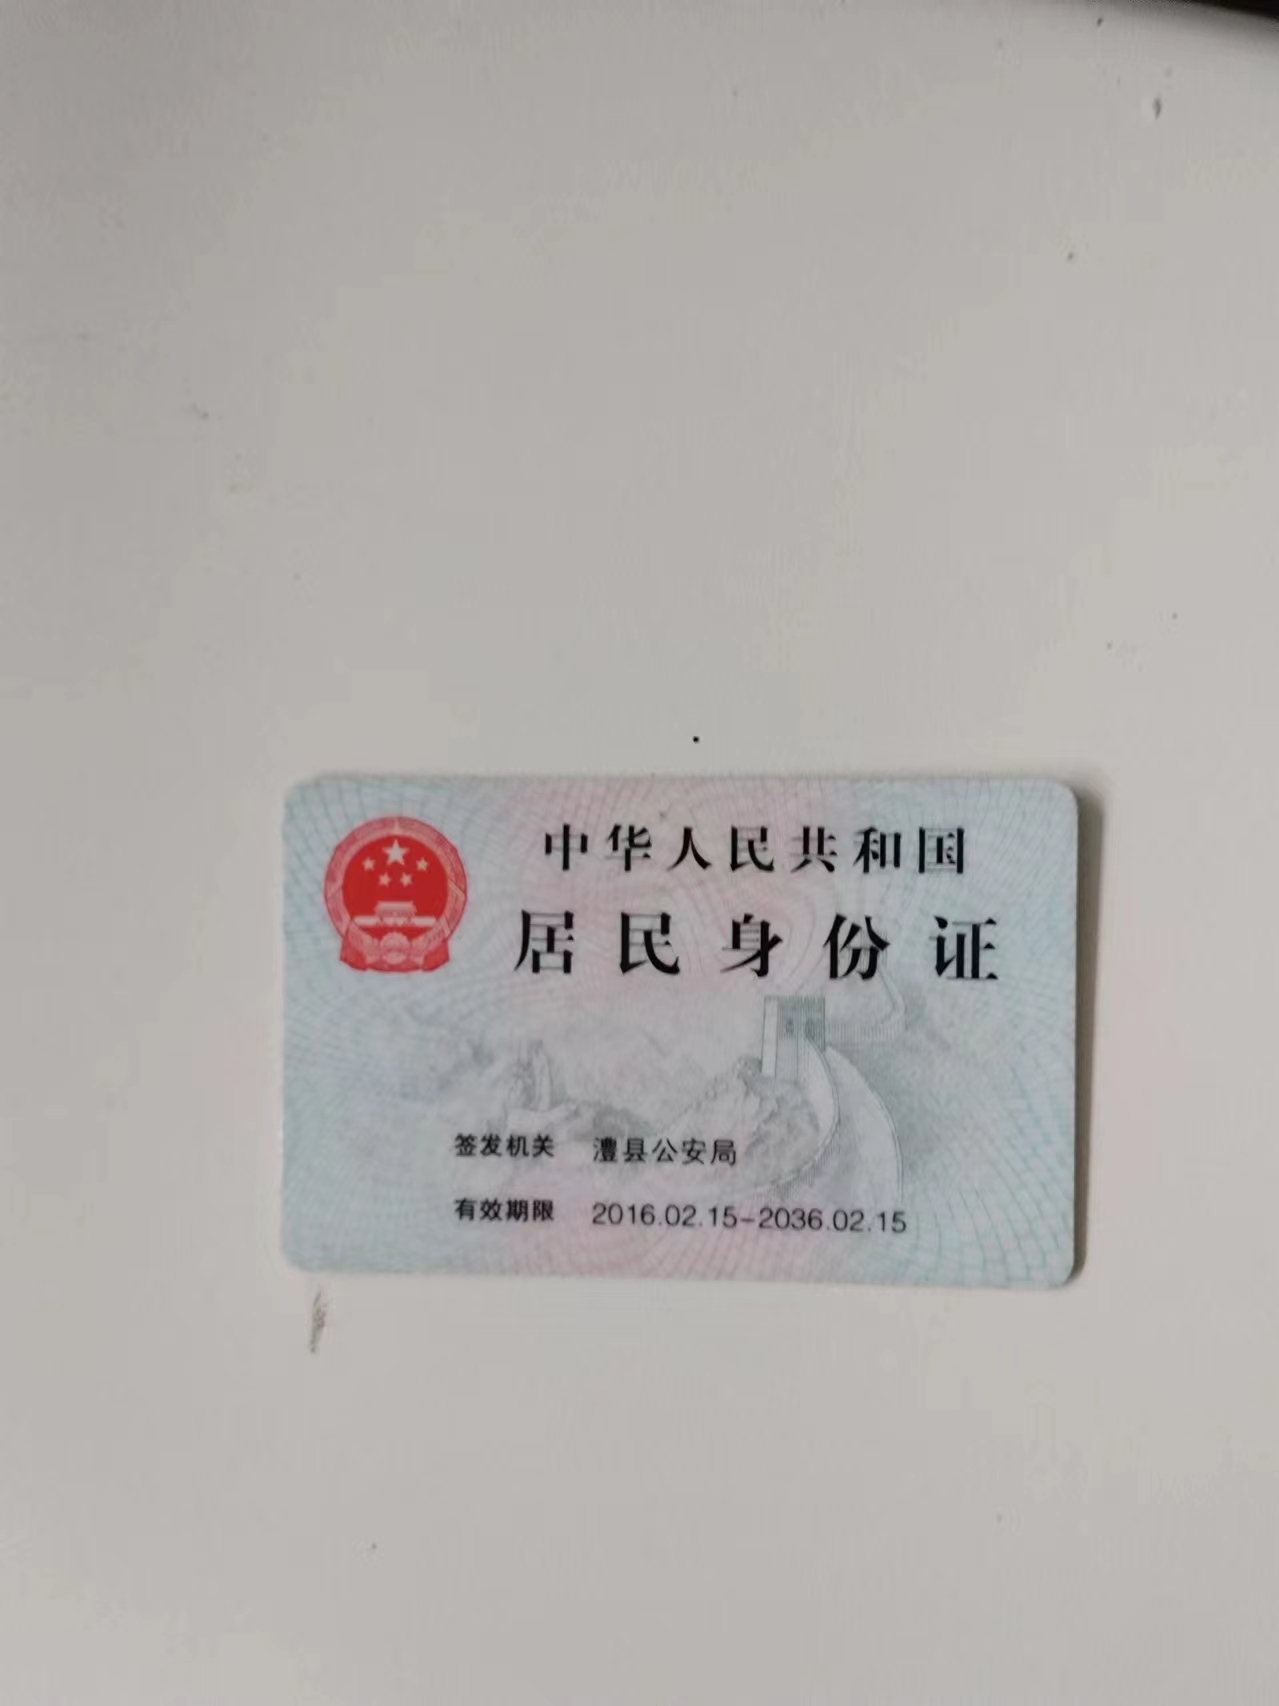 中华人民共和国
居民身份证
签发机关 澧县公安局
有效期限 2016.02.15-2036.02.15